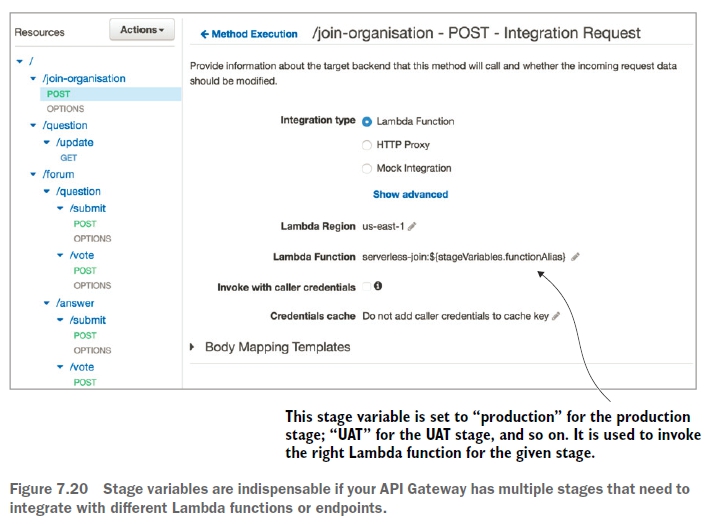 Resources
Actions
/
/join-organisation
POST
OPTIONS
/question
/update
GET
/forum
/question
/submit
POST
OPTIONS
/vote
POST
OPTIONS
/answer
/submit
POST
OPTIONS
/vote
POST
Method Execution /join-organisation - POST - Integration Request
Provide information about the target backend that this method will call and whether the incoming request data
should be modified.
Integration type Lambda Function
HTTP Proxy
Mock Integration
Show advanced
Lambda Region us-east-1
Lambda Function serverless-join:${stageVariables.functionAlias}
Invoke with caller credentials
Credentials cache Do not add caller credentials to cache key
Body Mapping Templates
This stage variable is set to “production” for the production
stage; “UAT” for the UAT stage, and so on. It is used to invoke
the right Lambda function for the given stage.
Figure 7.20 Stage variables are indispensable if your API Gateway has multiple stages that need to
integrate with different Lambda functions or endpoints.